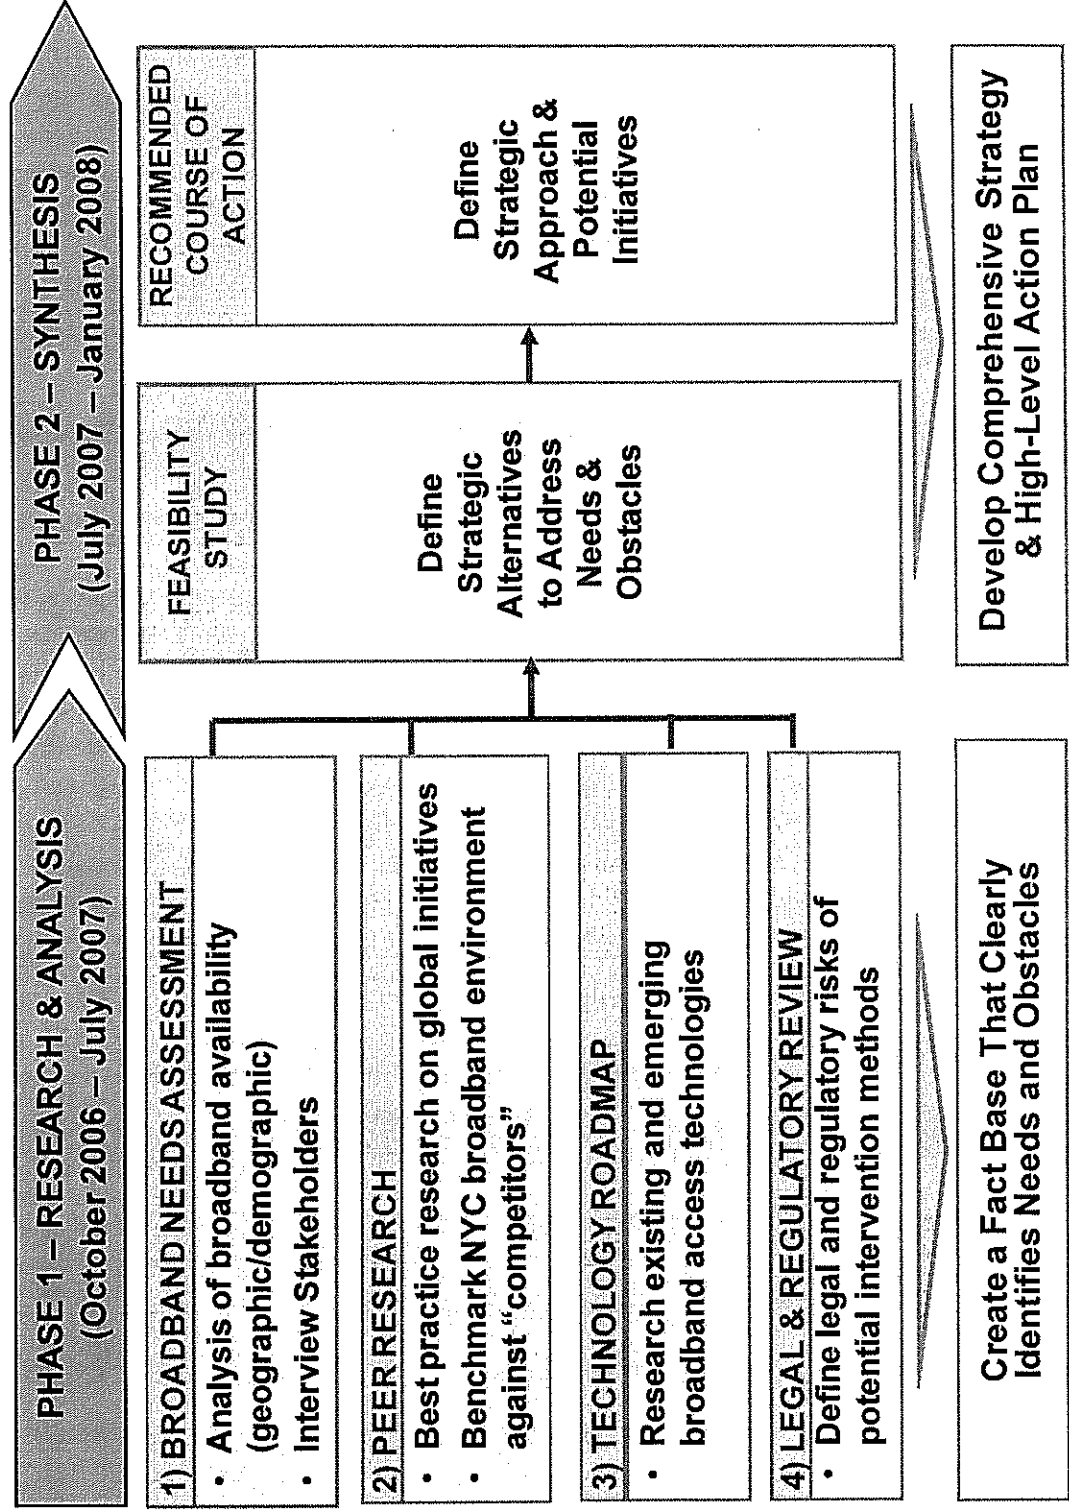 PHASE 1 – RESEARCH & ANALYSIS
(October 2006 – July 2007)
PHASE 2 – SYNTHESIS
(July 2007 – January 2008)
1) BROADBAND NEEDS ASSESSMENT
• Analysis of broadband availability
(geographic/demographic)
• Interview Stakeholders
2) PEER RESEARCH
• Best practice research on global initiatives
• Benchmark NYC broadband environment
against "competitors"
3) TECHNOLOGY ROADMAP
• Research existing and emerging
broadband access technologies
4) LEGAL & REGULATORY REVIEW
• Define legal and regulatory risks of
potential intervention methods
FEASIBILITY
STUDY
Define
Strategic
Alternatives
to Address
Needs &
Obstacles
RECOMMENDED
COURSE OF
ACTION
Define
Strategic
Approach &
Potential
Initiatives
Create a Fact Base That Clearly
Identifies Needs and Obstacles
Develop Comprehensive Strategy
& High-Level Action Plan